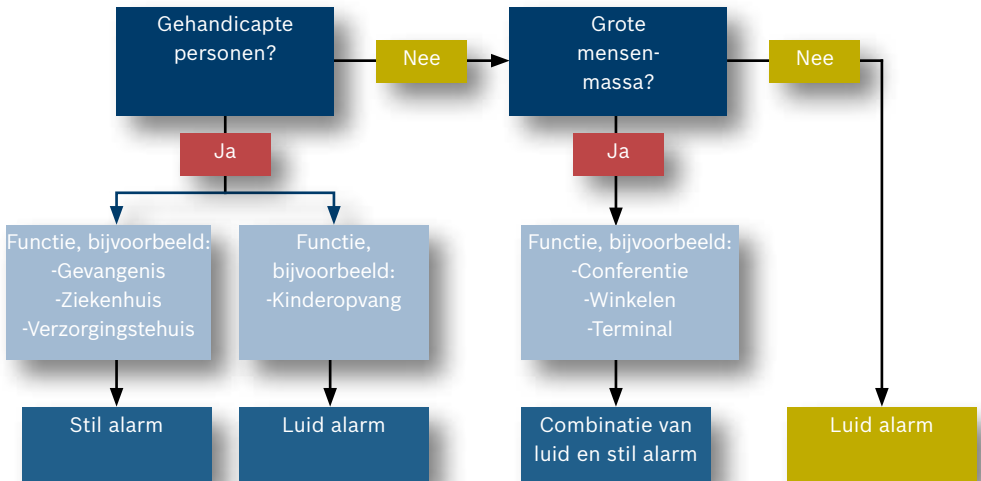 Gehandicapte
personen?
Nee
Grote
mensen-
massa?
Nee
Ja
Ja
Functie, bijvoorbeeld:
-Gevangenis
-Ziekenhuis
-Verzorgingstehuis
Functie,
bijvoorbeeld:
-Kinderopvang
Functie, bijvoorbeeld:
-Conferentie
-Winkelen
-Terminal
Stil alarm
Luid alarm
Combinatie van
luid en stil alarm
Luid alarm